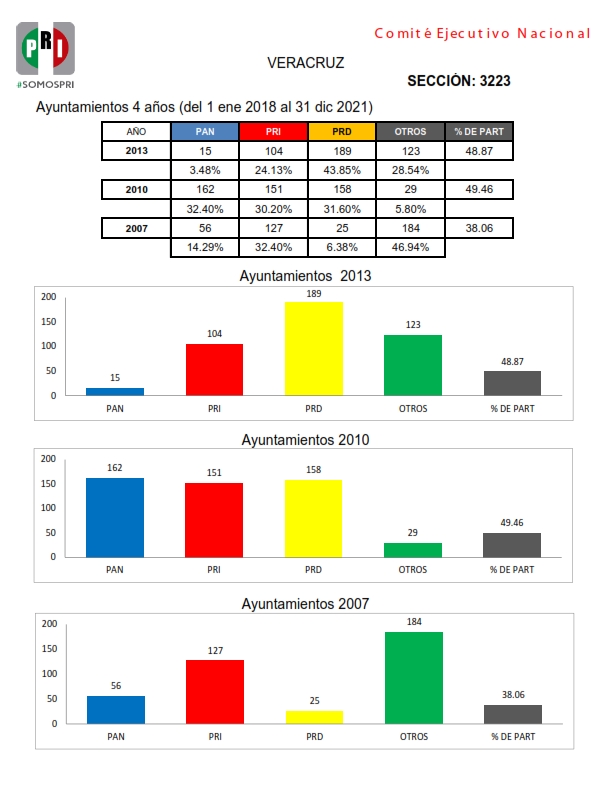 Comité Ejecutivo Nacional
PRI
#SOMOSPRI
VERACRUZ
SECCIÓN: 3223
Ayuntamientos 4 años (del 1 ene 2018 al 31 dic 2021)
AÑO PAN PRI PRD OTROS % DE PART
2013 15 104 189 123 48.87
3.48% 24.13% 43.85% 28.54%
2010 162 151 158 29 49.46
32.40% 30.20% 31.60% 5.80%
2007 56 127 25 184 38.06
14.29% 32.40% 6.38% 46.94%
Ayuntamientos 2013
200
150
100
50
0
15 104 189 123 48.87
PAN PRI PRD OTROS % DE PART
Ayuntamientos 2010
200
150
100
50
0
162 151 158 29 49.46
PAN PRI PRD OTROS % DE PART
Ayuntamientos 2007
200
150
100
50
0
56 127 25 184 38.06
PAN PRI PRD OTROS % DE PART